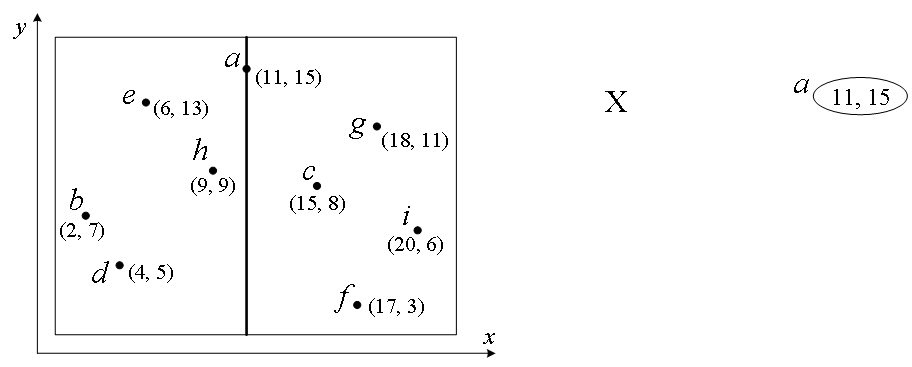 y
a
(11, 15)
e
(6, 13)
g
(18, 11)
h
(9, 9)
c
(15, 8)
b
(2, 7)
i
(20, 6)
d
(4, 5)
f
(17, 3)
x
X
a
11, 15